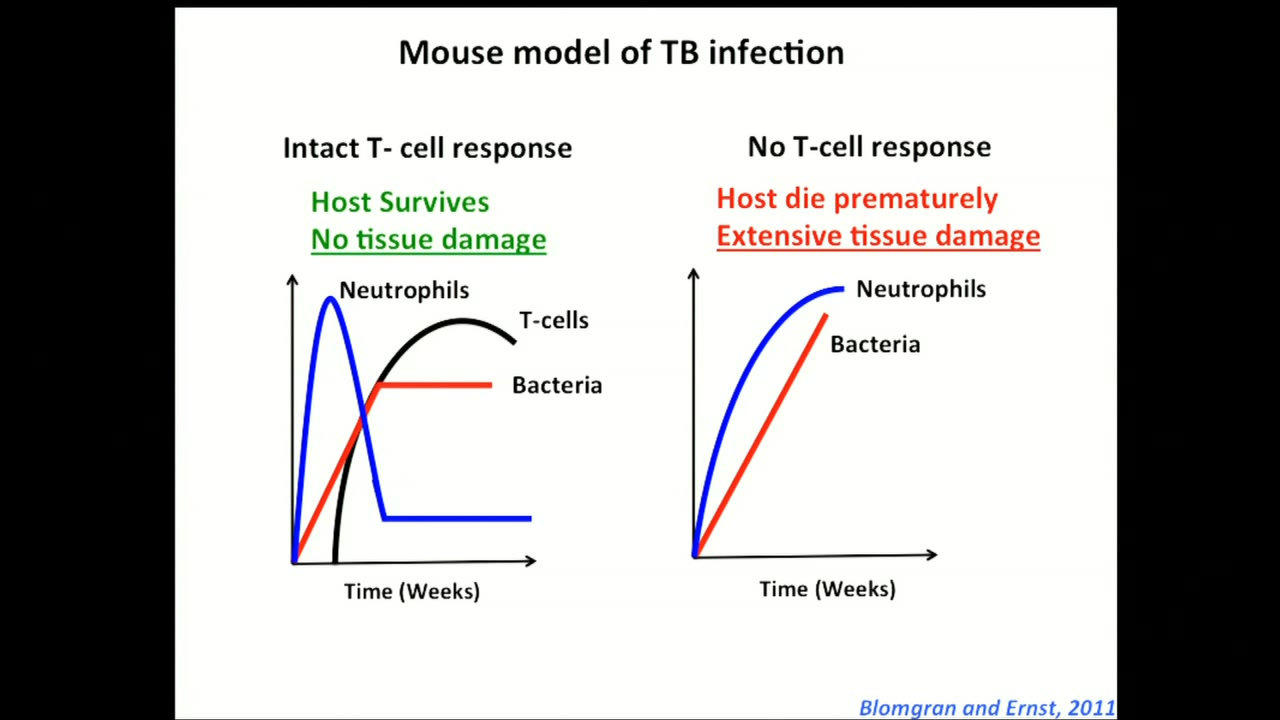 Mouse model of TB infection
Intact T- cell response
Host Survives
No tissue damage
Neutrophils
T-cells
Bacteria
Time (Weeks)
No T-cell response
Host die prematurely
Extensive tissue damage
Neutrophils
Bacteria
Time (Weeks)
Blomgran and Ernst, 2011